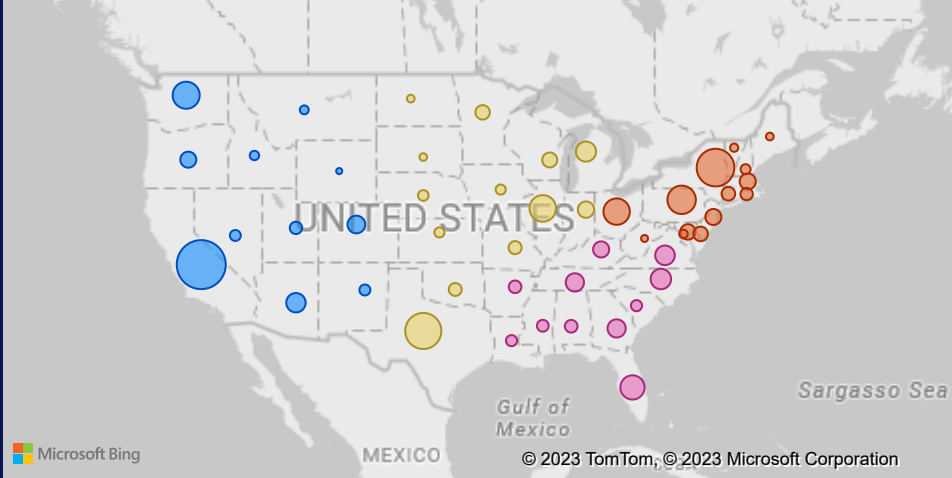 UNITED STATES
Sargasso Sea
Gulf of
Mexico
MEXICO
Microsoft Bing
© 2023 TomTom, © 2023 Microsoft Corporation